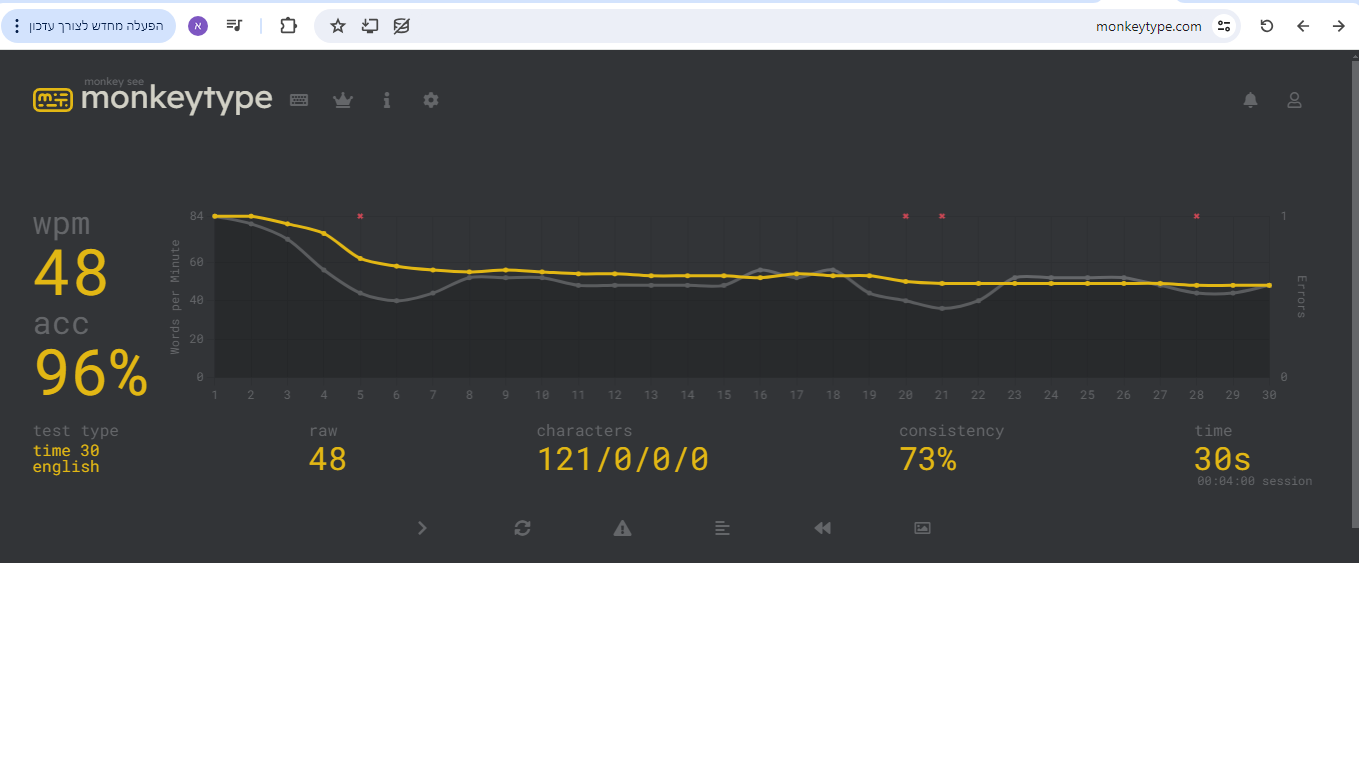 הפעלה מחדש לצורך עדכון
א
monkeytype.com
monkey see
monkeytype
wpm
48
acc
96%
Words per Minute
84
60
40
20
0
1 2 3 4 5 6 7 8 9 10 11 12 13 14 15 16 17 18 19 20 21 22 23 24 25 26 27 28 29 30
1
Errors
0
test type
time 30
english
raw
48
characters
121/0/0/0
consistency
73%
time
30s
00:04:00 session